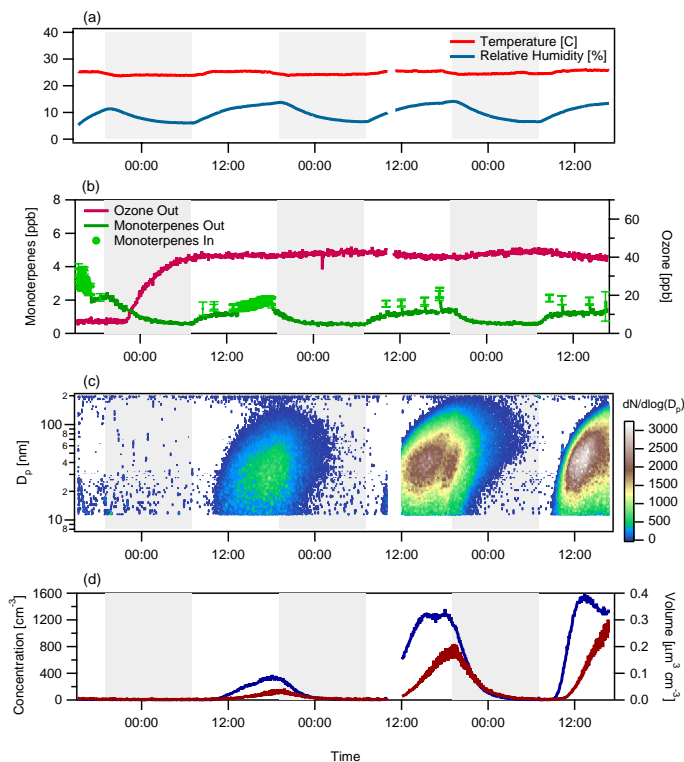 (a)
40
30
20
10
0
Temperature [C]
Relative Humidity [%]
00:00 12:00 00:00 12:00 00:00 12:00
(b)
Monoterpenes [ppb]
8
6
4
2
0
Ozone Out
Monoterpenes Out
Monoterpenes In
60
40
20
0
Ozone [ppb]
00:00 12:00 00:00 12:00 00:00 12:00
(c)
Dp [nm]
2
100
8
6
4
2
10
8
dN/dlog(Dp)
3000
2500
2000
1500
1000
500
0
00:00 12:00 00:00 12:00 00:00 12:00
(d)
Concentration [cm-3]
1600
1200
800
400
0
0.4
0.3
0.2
0.1
0.0
Volume [µm3 cm-3]
00:00 12:00 00:00 12:00 00:00 12:00
Time